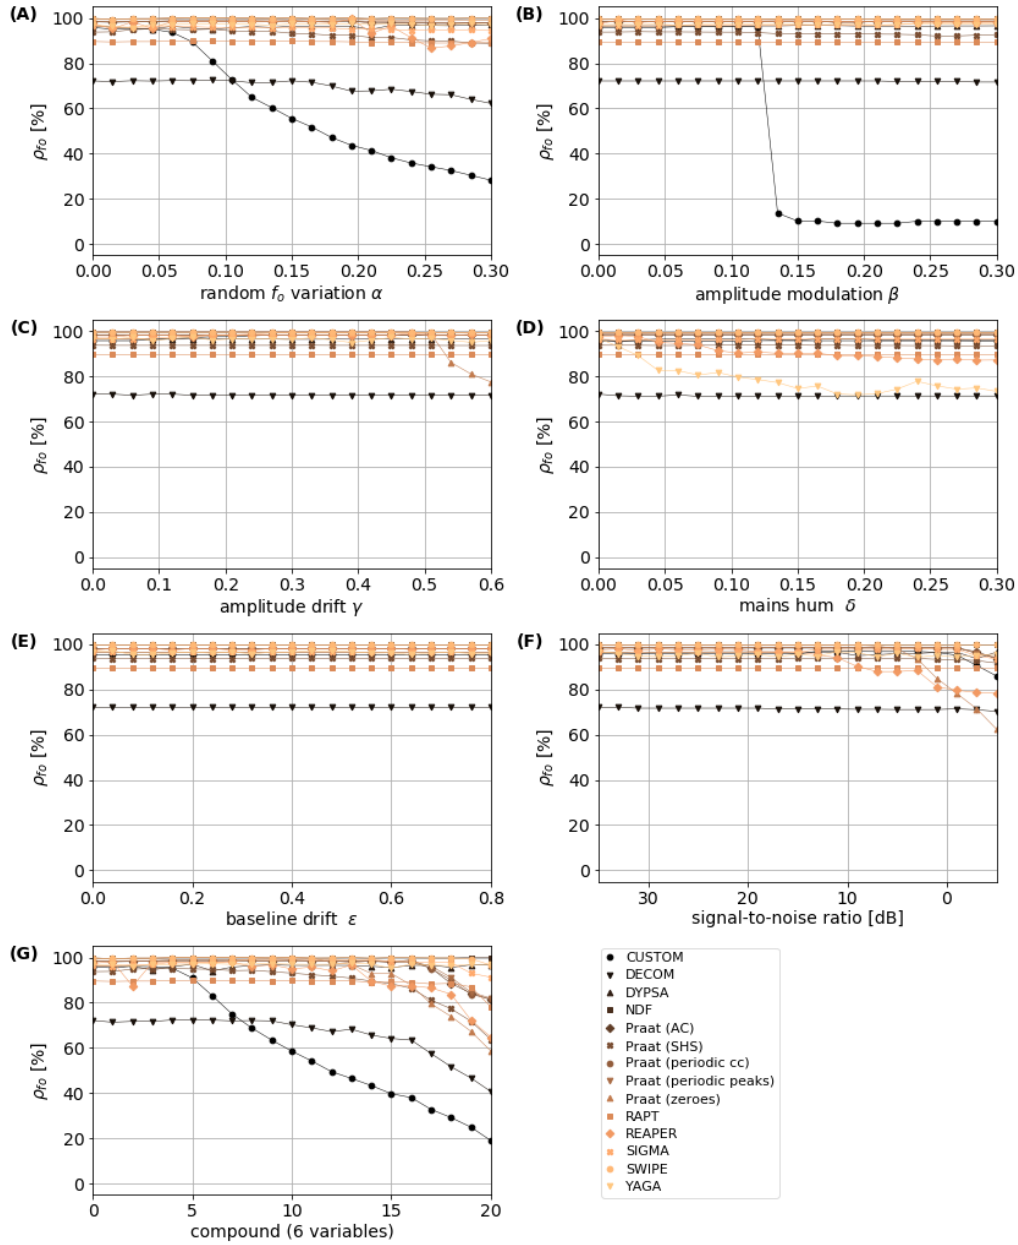 (A)
100
80
60
40
20
0
ρfo [%]
0.00 0.05 0.10 0.15 0.20 0.25 0.30
random fo variation α
(B)
100
80
60
40
20
0
ρfo [%]
0.00 0.05 0.10 0.15 0.20 0.25 0.30
amplitude modulation β
(C)
100
80
60
40
20
0
ρfo [%]
0.0 0.1 0.2 0.3 0.4 0.5 0.6
amplitude drift γ
(D)
100
80
60
40
20
0
ρfo [%]
0.00 0.05 0.10 0.15 0.20 0.25 0.30
mains hum δ
(E)
100
80
60
40
20
0
ρfo [%]
0.0 0.2 0.4 0.6 0.8
baseline drift ε
(F)
100
80
60
40
20
0
ρfo [%]
30 20 10 0
signal-to-noise ratio [dB]
(G)
100
80
60
40
20
0
ρfo [%]
0 5 10 15 20
compound (6 variables)
CUSTOM
DECOM
DYPSA
NDF
Praat (AC)
Praat (SHS)
Praat (periodic cc)
Praat (periodic peaks)
Praat (zeroes)
RAPT
REAPER
SIGMA
SWIPE
YAGA